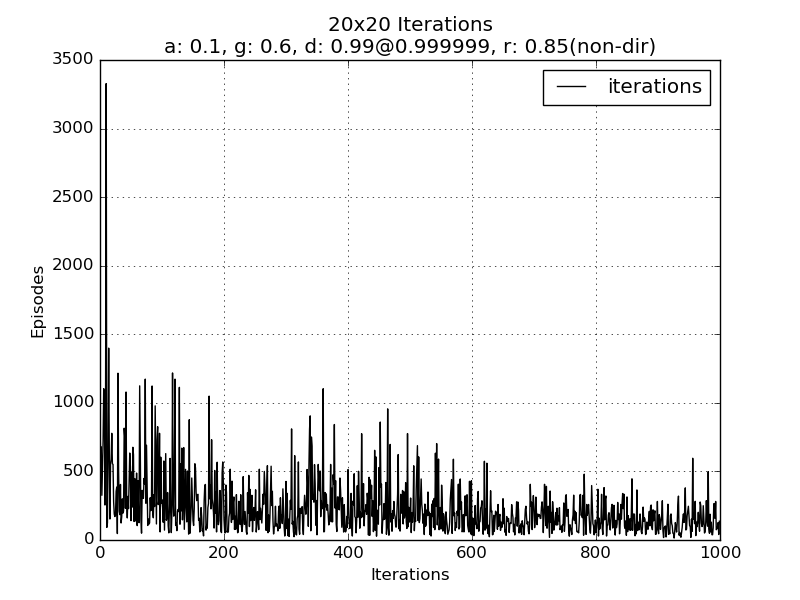 20x20 Iterations
a: 0.1, g: 0.6, d: 0.99@0.999999, r: 0.85(non-dir)
iterations
3500
3000
2500
2000
1500
1000
500
0
Episodes
0 200 400 600 800 1000
Iterations